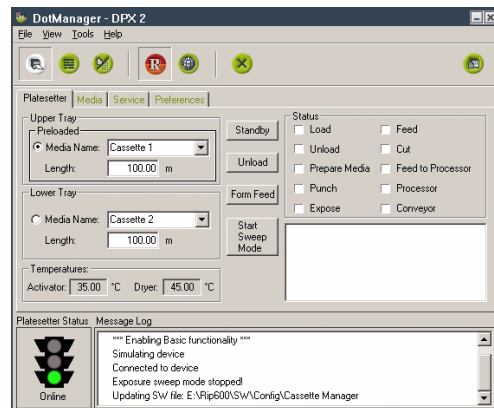 DotManager - DPX 2
File View Tools Help
R
Platesetter Media Service Preferences
Upper Tray
Preloaded
Media Name: Cassette 1
Length: 100.00 m
Lower Tray
Media Name: Cassette 2
Length: 100.00 m
Temperatures:
Activator: 35.00 °C Dryer: 45.00 °C
Standby
Unload
Form Feed
Start
Sweep
Mode
Status
Load Feed
Unload Cut
Prepare Media Feed to Processor
Punch Processor
Expose Conveyor
Platesetter Status Message Log
*** Enabling Basic functionality ***
Simulating device
Connected to device
Exposure sweep mode stopped!
Updating SW file: E:\Rip600\SW\Config\Cassette Manager
Online